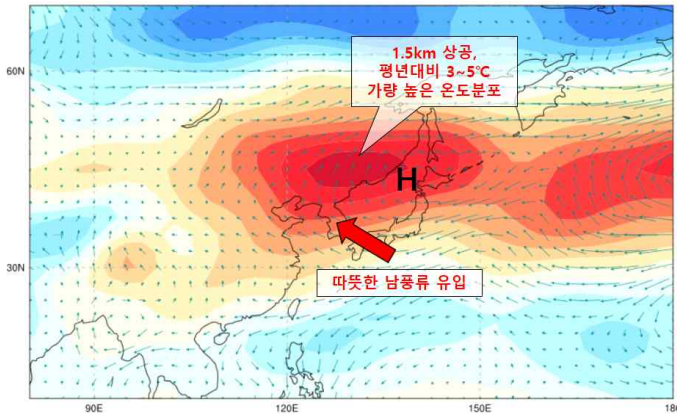 1.5km 상공,
평년대비 3~5℃
가량 높은 온도분포
60N
H
30N
따뜻한 남풍류 유입
90E
120E
150E
180